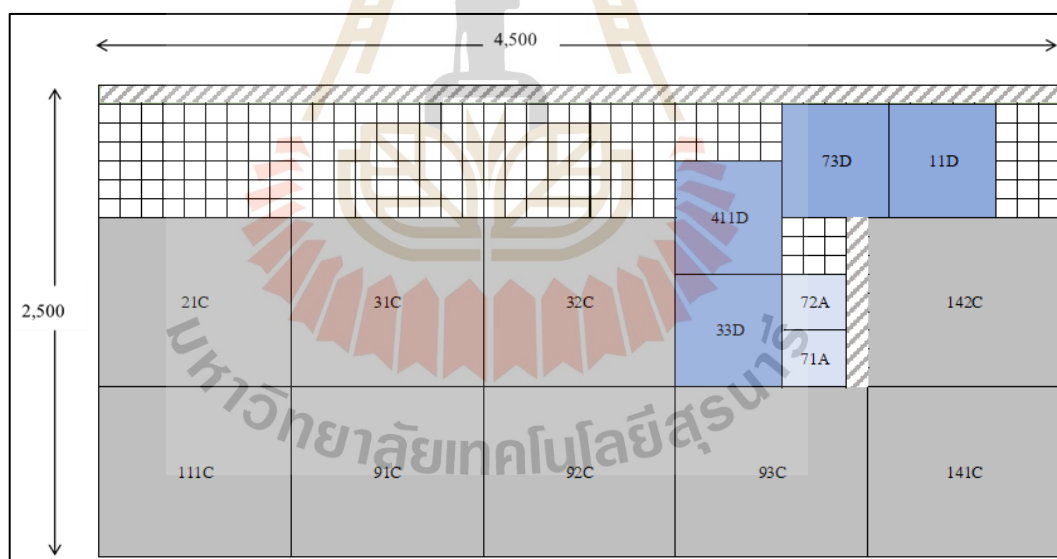 4,500
2,500
73D
11D
411D
21C
31C
32C
33D
72A
71A
142C
111C
91C
92C
93C
141C
มหาวิทยาลัยเทคโนโลยีสุรนารี